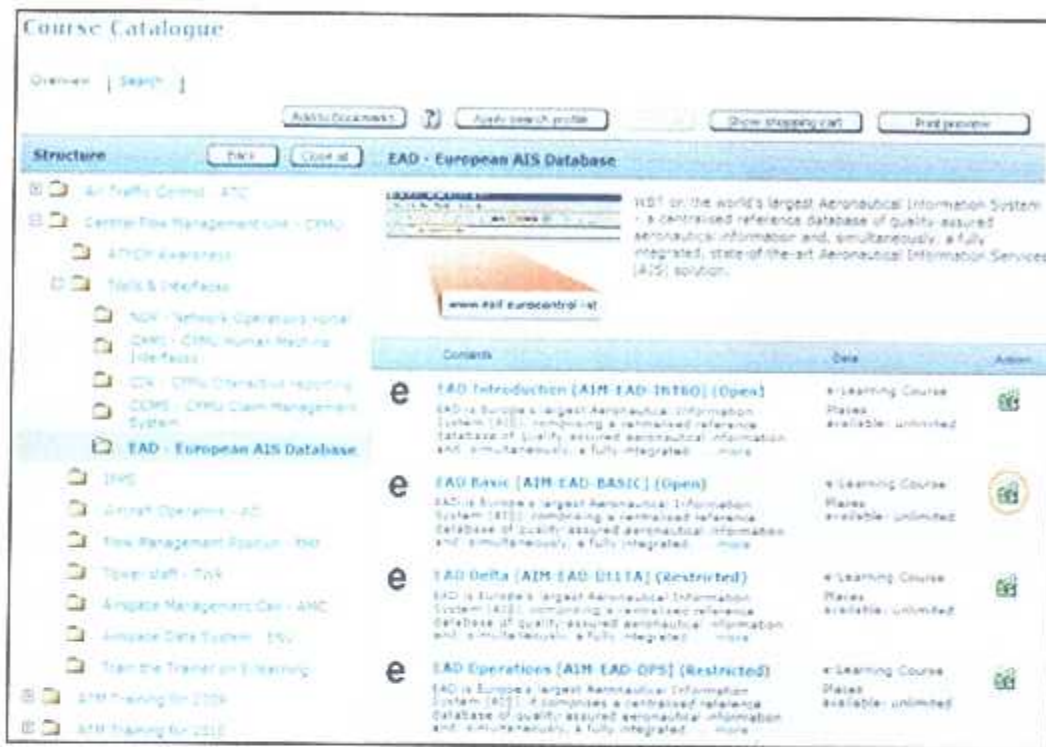 Course Catalogue
Overview | Search |
Add to bookmarks
Apply search profile
Show shopping cart
Print preview
Structure
Back
Close all
EAD - European AIS Database
Air Traffic Control - ATC
Central Flow Management Unit - CFMU
ATFCM Awareness
Tools & Interfaces
NOP - Network Operations Portal
CHMI - CFMU Human Machine
Interfaces
CIR - CFMU Interactive reporting
CCMS - CFMU Claim Management
System
EAD - European AIS Database
IFPS
Aircraft Operators - AO
Flow Management Position - FMP
Tower staff - TWR
Airspace Management Cell - AMC
Airspace Data System - ENV
Train the Trainer on E-learning
ATM Training for 2009
ATM Training for 2010
WBT on the world's largest Aeronautical Information System
- a centralised reference database of quality-assured
aeronautical information and, simultaneously, a fully
integrated, state-of-the-art Aeronautical Information Services
(AIS) solution.
Contents
Data
Action
EAD Introduction [AIM-EAD-INTRO] (Open)
EAD is Europe's largest Aeronautical Information
System (AIS), comprising a centralised reference
database of quality-assured aeronautical information
and, simultaneously, a fully integrated ... more
e-Learning Course
Places
available: unlimited
EAD Basic [AIM-EAD-BASIC] (Open)
EAD is Europe's largest Aeronautical Information
System (AIS), comprising a centralised reference
database of quality-assured aeronautical information
and, simultaneously, a fully integrated ... more
e-Learning Course
Places
available: unlimited
EAD Delta [AIM-EAD-DELTA] (Restricted)
EAD is Europe's largest Aeronautical Information
System (AIS), comprising a centralised reference
database of quality-assured aeronautical information
and, simultaneously, a fully integrated ... more
e-Learning Course
Places
available: unlimited
EAD Operations [AIM-EAD-OPS] (Restricted)
EAD is Europe's largest Aeronautical Information
System (AIS). It comprises a centralised reference
database of quality-assured aeronautical information
and, simultaneously, a fully integrated ... more
e-Learning Course
Places
available: unlimited